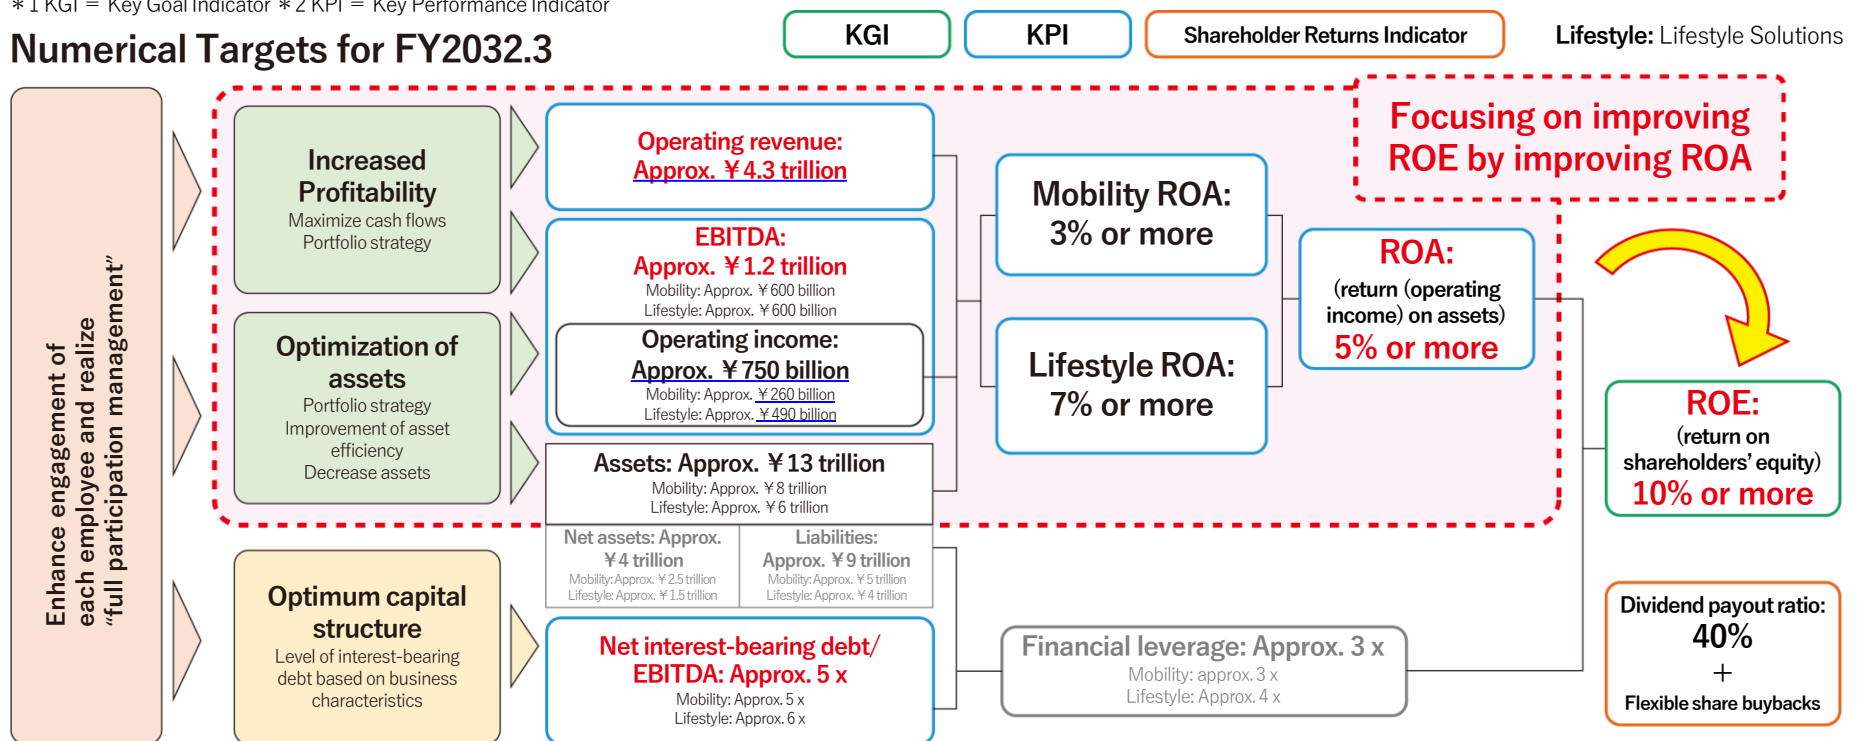 ＊1 KGI = Key Goal Indicator ＊2 KPI = Key Performance Indicator
Numerical Targets for FY2032.3
KGI
KPI
Shareholder Returns Indicator
Lifestyle: Lifestyle Solutions
Enhance engagement of
each employee and realize
“full participation management”
Increased
Profitability
Maximize cash flows
Portfolio strategy
Optimization of
assets
Portfolio strategy
Improvement of asset
efficiency
Decrease assets
Optimum capital
structure
Level of interest-bearing
debt based on business
characteristics
Operating revenue:
Approx. ￥4.3 trillion
EBITDA:
Approx. ￥1.2 trillion
Mobility: Approx. ￥600 billion
Lifestyle: Approx. ￥600 billion
Operating income:
Approx. ￥750 billion
Mobility: Approx. ￥260 billion
Lifestyle: Approx. ￥490 billion
Assets: Approx. ￥13 trillion
Mobility: Approx. ￥8 trillion
Lifestyle: Approx. ￥6 trillion
Net assets: Approx.
￥4 trillion
Mobility: Approx. ￥2.5 trillion
Lifestyle: Approx. ￥1.5 trillion
Liabilities:
Approx. ￥9 trillion
Mobility: Approx. ￥5 trillion
Lifestyle: Approx. ￥4 trillion
Net interest-bearing debt/
EBITDA: Approx. 5 x
Mobility: Approx. 5 x
Lifestyle: Approx. 6 x
Mobility ROA:
3% or more
Lifestyle ROA:
7% or more
Financial leverage: Approx. 3 x
Mobility: approx. 3 x
Lifestyle: Approx. 4 x
Focusing on improving
ROE by improving ROA
ROA:
(return (operating
income) on assets)
5% or more
ROE:
(return on
shareholders’ equity)
10% or more
Dividend payout ratio:
40%
+
Flexible share buybacks